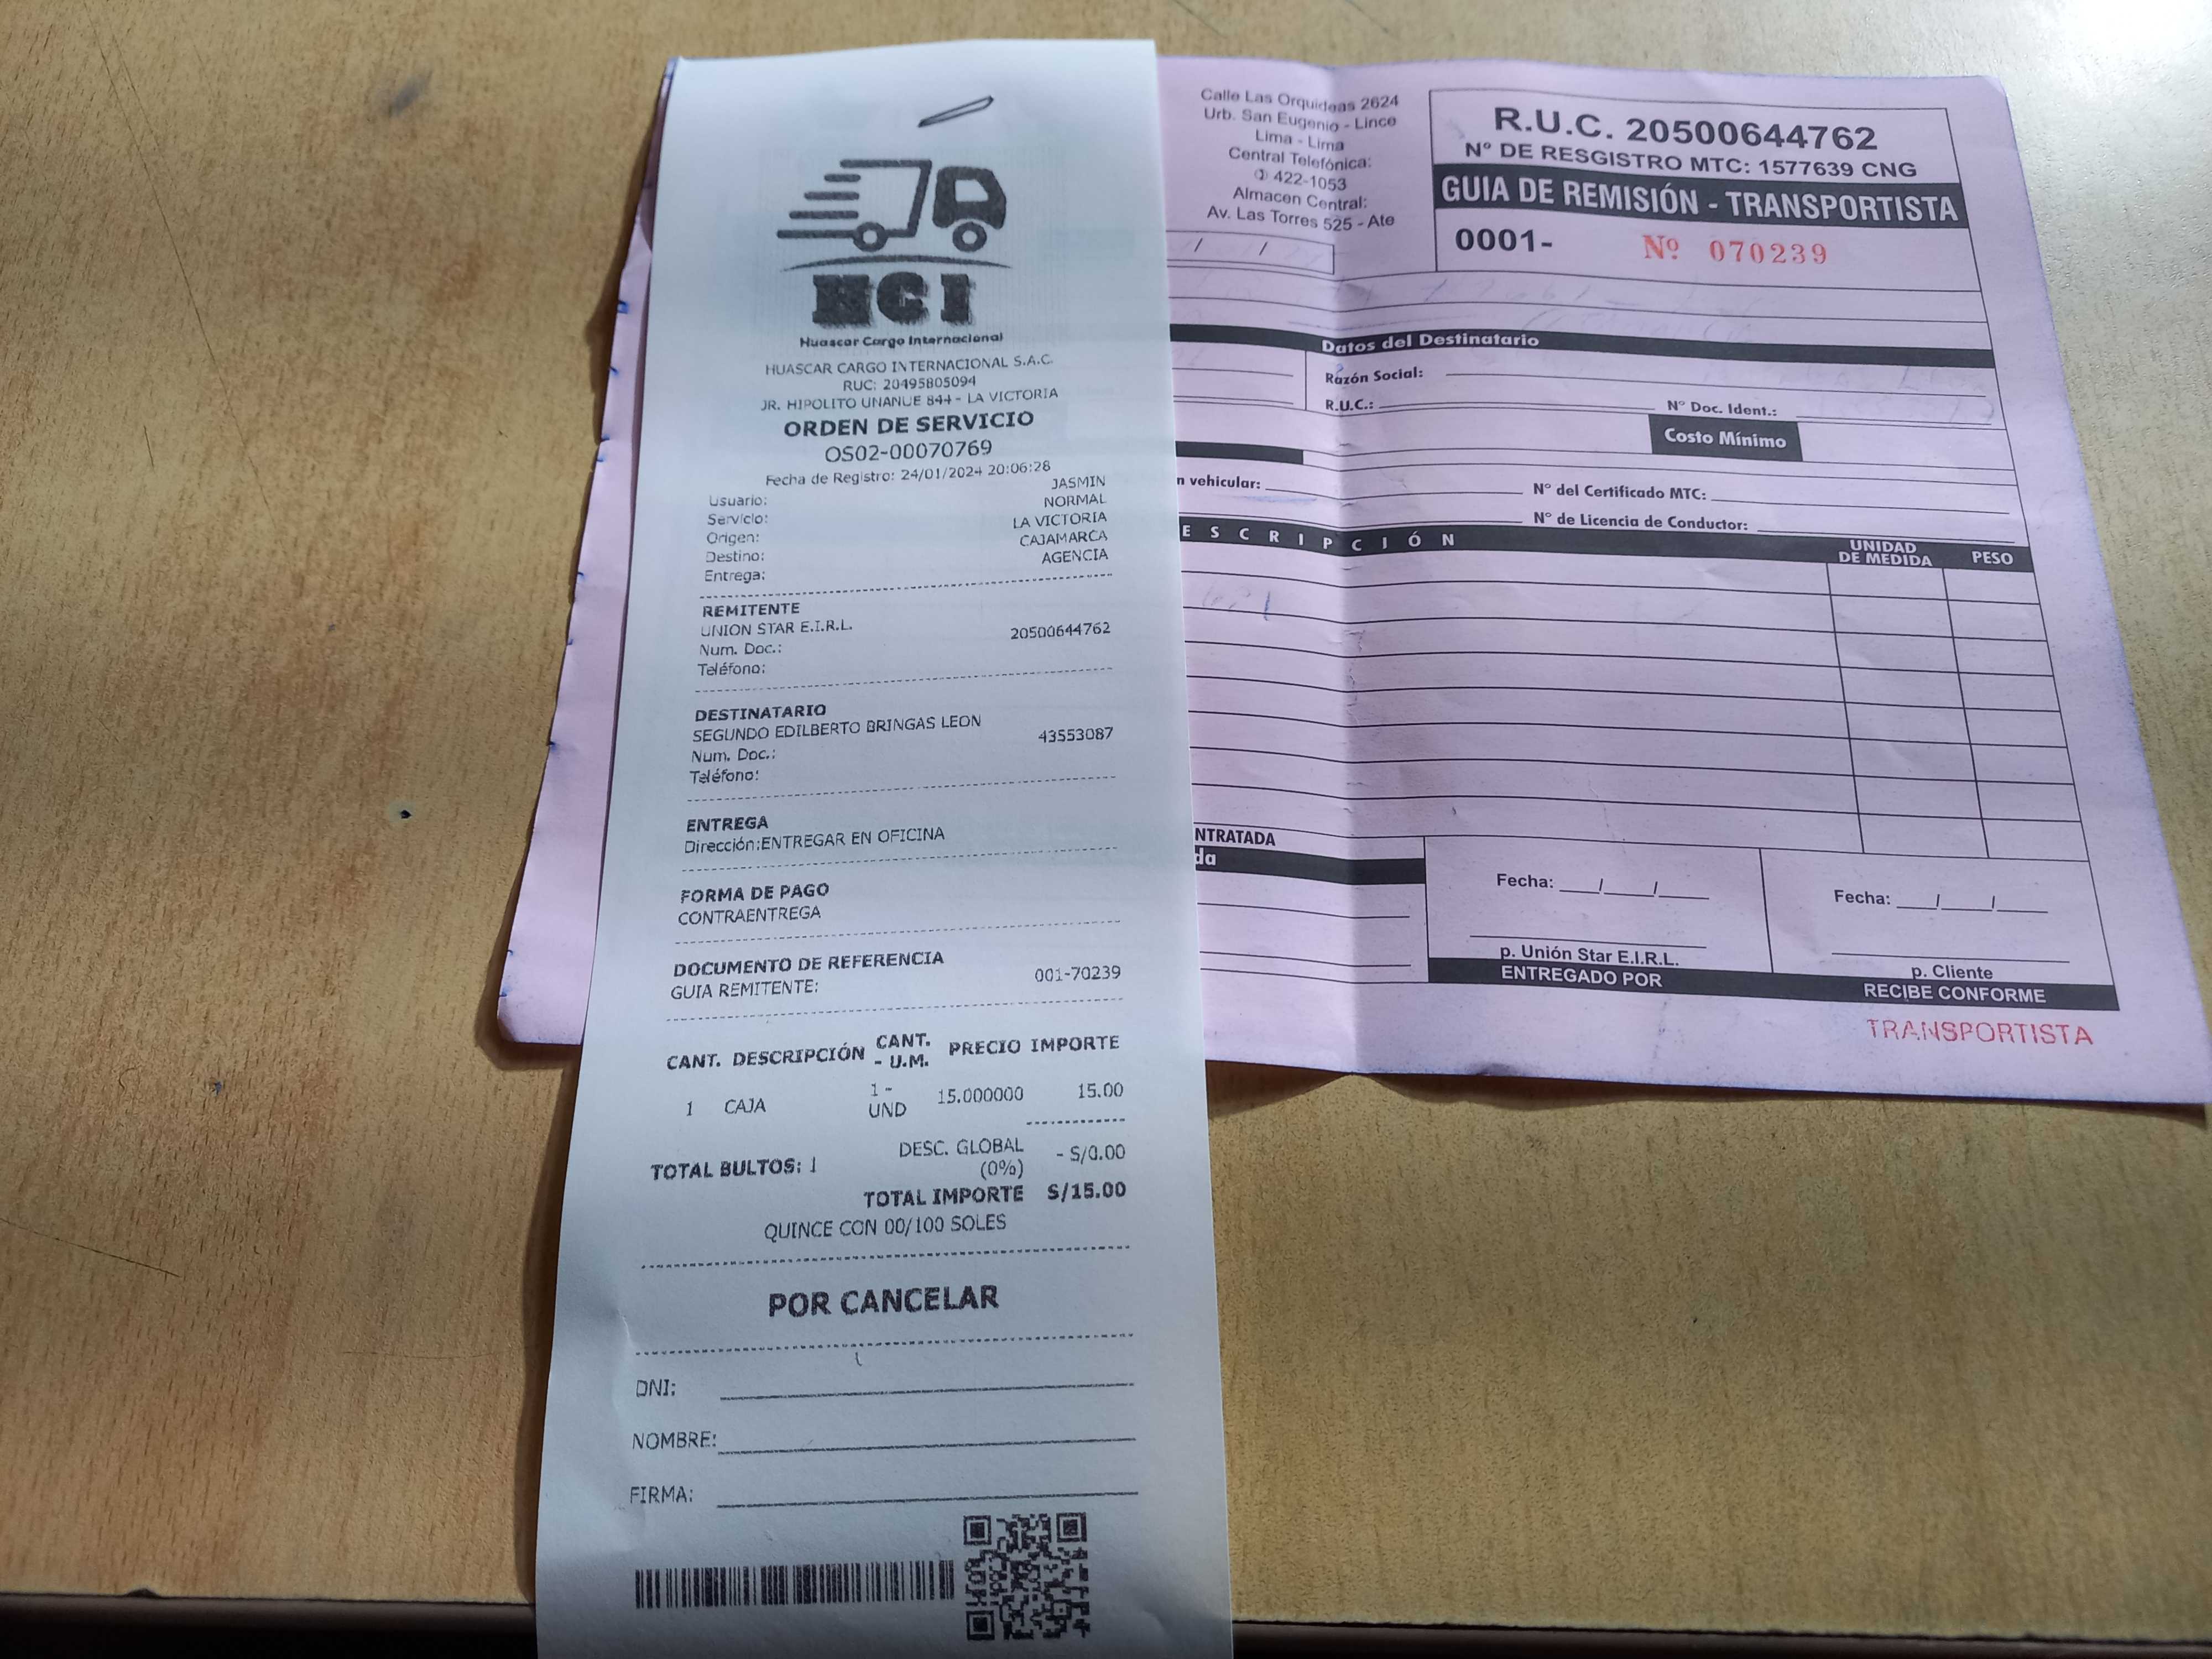 HCI
Huascar Cargo Internacional
HUASCAR CARGO INTERNACIONAL S.A.C.
RUC: 20495805094
JR. HIPOLITO UNANUE 844 - LA VICTORIA
ORDEN DE SERVICIO
OS02-00070769
Fecha de Registro: 24/01/2024 20:06:28
Usuario: JASMIN
Servicio: NORMAL
Origen: LA VICTORIA
Destino: CAJAMARCA
Entrega: AGENCIA
REMITENTE
UNION STAR E.I.R.L.
Num. Doc.: 20500644762
Teléfono:
DESTINATARIO
SEGUNDO EDILBERTO BRINGAS LEON
Num. Doc.: 43553087
Teléfono:
ENTREGA
Dirección:ENTREGAR EN OFICINA
FORMA DE PAGO
CONTRAENTREGA
DOCUMENTO DE REFERENCIA
GUIA REMITENTE: 001-70239
CANT. DESCRIPCIÓN CANT. - U.M. PRECIO IMPORTE
1 CAJA 1 - UND 15.000000 15.00
TOTAL BULTOS: 1 DESC. GLOBAL (0%) - S/0.00
TOTAL IMPORTE S/15.00
QUINCE CON 00/100 SOLES
POR CANCELAR
DNI:
NOMBRE:
FIRMA:
Calle Las Orquideas 2624
Urb. San Eugenio - Lince
Lima - Lima
Central Telefónica:
✆ 422-1053
Almacen Central:
Av. Las Torres 525 - Ate
/ /
R.U.C. 20500644762
Nº DE RESGISTRO MTC: 1577639 CNG
GUIA DE REMISIÓN - TRANSPORTISTA
0001- Nº 070239
Datos del Destinatario
Razón Social:
R.U.C.: Nº Doc. Ident.:
Costo Mínimo
n vehicular: Nº del Certificado MTC:
Nº de Licencia de Conductor:
E S C R I P C I Ó N UNIDAD DE MEDIDA PESO
NTRATADA
da
Fecha: / / Fecha: / /
p. Unión Star E.I.R.L. p. Cliente
ENTREGADO POR RECIBE CONFORME
TRANSPORTISTA